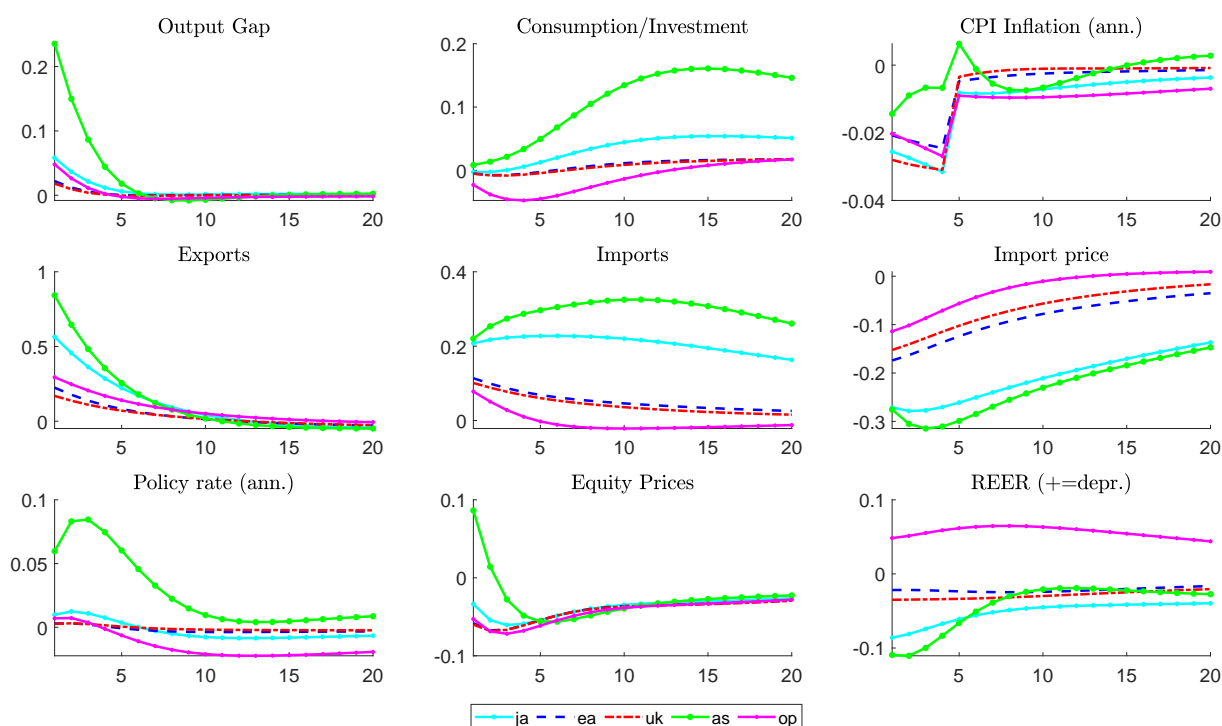 Output Gap
0.2
0.1
0
5 10 15 20
Consumption/Investment
0.2
0.1
0
5 10 15 20
CPI Inflation (ann.)
0
-0.02
-0.04
5 10 15 20
Exports
1
0.5
0
5 10 15 20
Imports
0.4
0.2
0
5 10 15 20
Import price
0
-0.1
-0.2
-0.3
5 10 15 20
Policy rate (ann.)
0.1
0.05
0
5 10 15 20
Equity Prices
0.1
0
-0.1
5 10 15 20
REER (+=depr.)
0.1
0
-0.1
5 10 15 20
ja ea uk as op